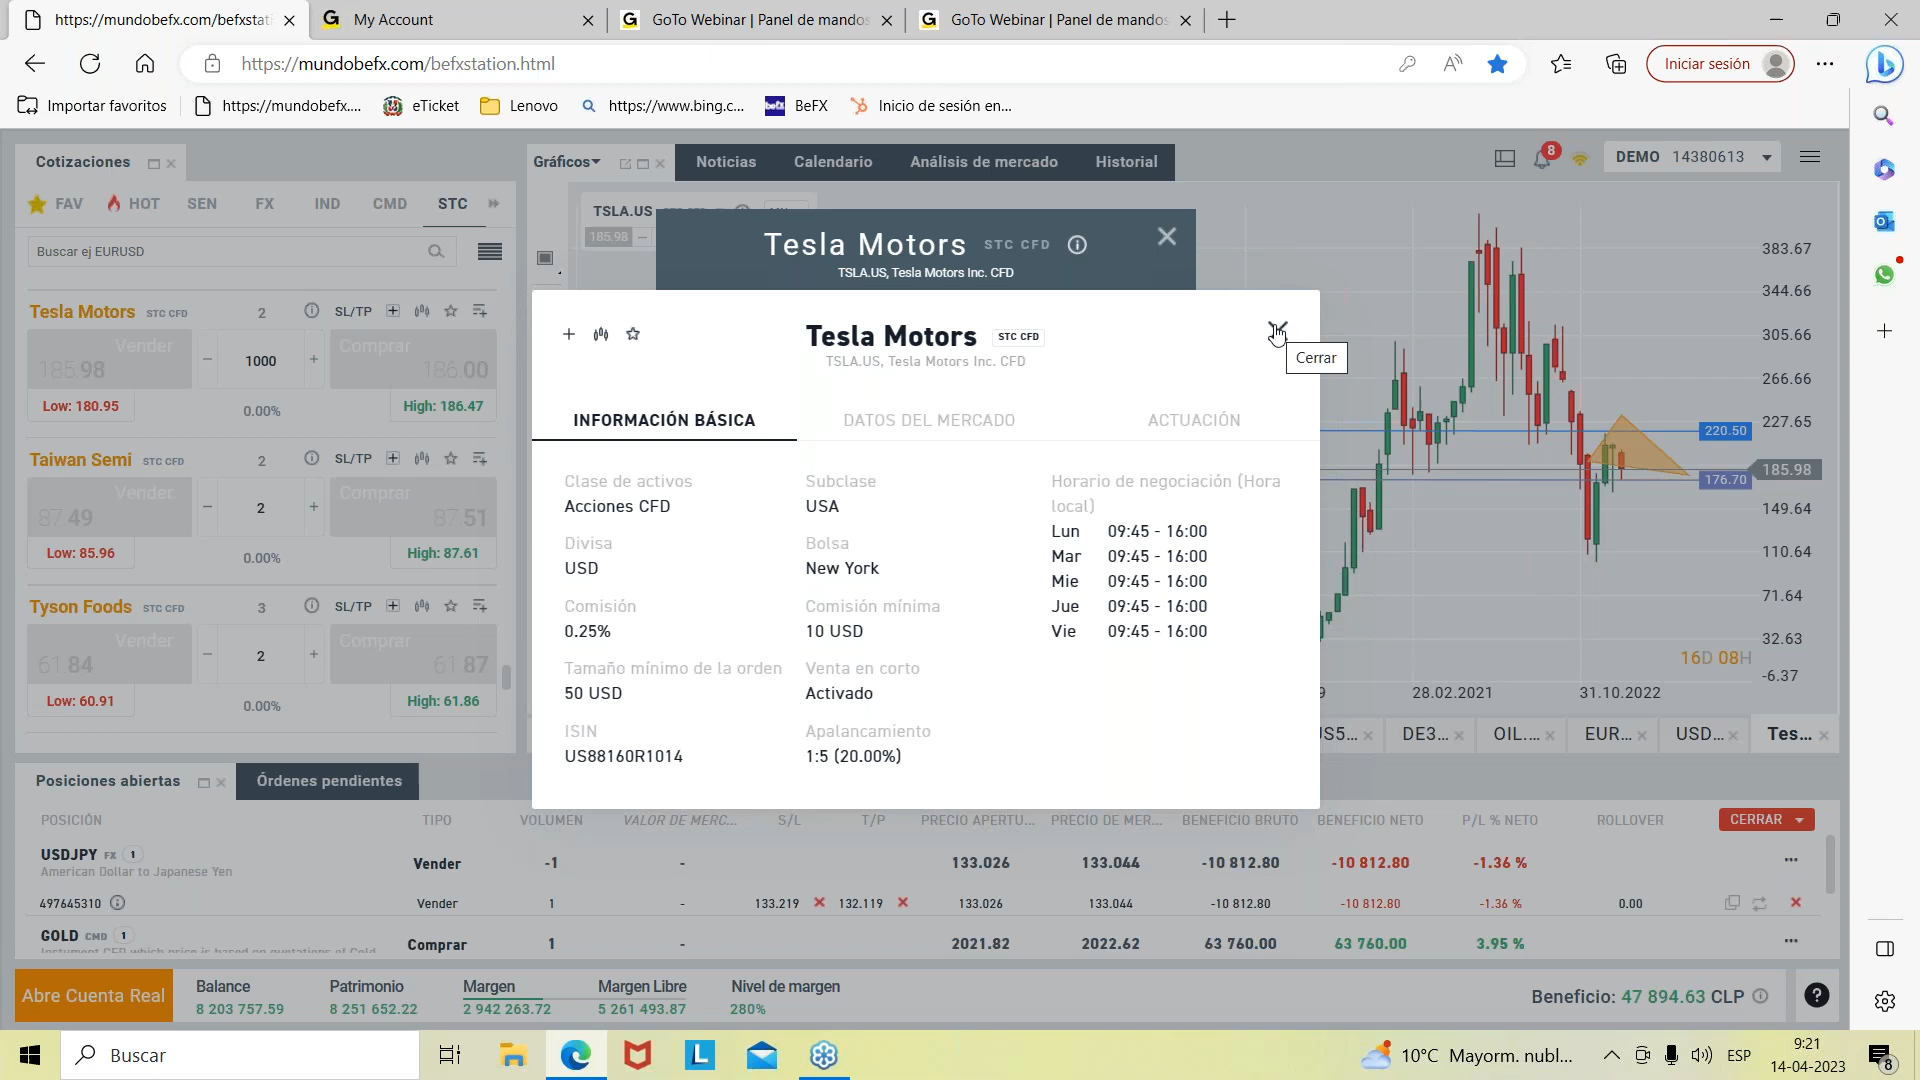 https://mundobefx.com/befxstati
My Account
GoTo Webinar | Panel de mandos
GoTo Webinar | Panel de mandos
https://mundobefx.com/befxstation.html
Iniciar sesión
Importar favoritos
https://mundobefx....
eTicket
Lenovo
https://www.bing.c...
BeFX
Inicio de sesión en...
Cotizaciones
Gráficos
Noticias
Calendario
Análisis de mercado
Historial
8
DEMO 14380613
FAV
HOT
SEN
FX
IND
CMD
STC
Buscar ej EURUSD
TSLA.US
185.98
Tesla Motors STC CFD
TSLA.US, Tesla Motors Inc. CFD
Tesla Motors STC CFD 2 SL/TP
Vender 185.98
1000
Comprar 186.00
Low: 180.95
0.00%
High: 186.47
Taiwan Semi STC CFD 2 SL/TP
Vender 87.49
2
Comprar 87.51
Low: 85.96
0.00%
High: 87.61
Tyson Foods STC CFD 3 SL/TP
Vender 61.84
2
Comprar 61.87
Low: 60.91
0.00%
High: 61.86
Tesla Motors STC CFD
TSLA.US, Tesla Motors Inc. CFD
Cerrar
INFORMACIÓN BÁSICA
DATOS DEL MERCADO
ACTUACIÓN
Clase de activos
Acciones CFD
Divisa
USD
Comisión
0.25%
Tamaño mínimo de la orden
50 USD
ISIN
US88160R1014
Subclase
USA
Bolsa
New York
Comisión mínima
10 USD
Venta en corto
Activado
Apalancamiento
1:5 (20.00%)
Horario de negociación (Hora
local)
Lun 09:45 - 16:00
Mar 09:45 - 16:00
Mie 09:45 - 16:00
Jue 09:45 - 16:00
Vie 09:45 - 16:00
383.67
344.66
305.66
266.66
227.65
220.50
185.98
176.70
149.64
110.64
71.64
32.63
-6.37
16D 08H
9
28.02.2021
31.10.2022
US5...
DE3...
OIL....
EUR...
USD...
Tes...
Posiciones abiertas
Órdenes pendientes
POSICIÓN TIPO VOLUMEN VALOR DE MERC... S/L T/P PRECIO APERTU... PRECIO DE MER... BENEFICIO BRUTO BENEFICIO NETO P/L % NETO ROLLOVER CERRAR
USDJPY FX 1 Vender -1 - 133.026 133.044 -10 812.80 -10 812.80 -1.36 %
American Dollar to Japanese Yen
497645310 Vender 1 - 133.219 132.119 133.026 133.044 -10 812.80 -10 812.80 -1.36 % 0.00
GOLD CMD 1 Comprar 1 - 2021.82 2022.62 63 760.00 63 760.00 3.95 %
Instument CFD which price is based on quotations of Gold
Abre Cuenta Real
Balance
8 203 757.59
Patrimonio
8 251 652.22
Margen
2 942 263.72
Margen Libre
5 261 493.87
Nivel de margen
280%
Beneficio: 47 894.63 CLP
Buscar
10°C Mayorm. nubl...
ESP
9:21
14-04-2023
8